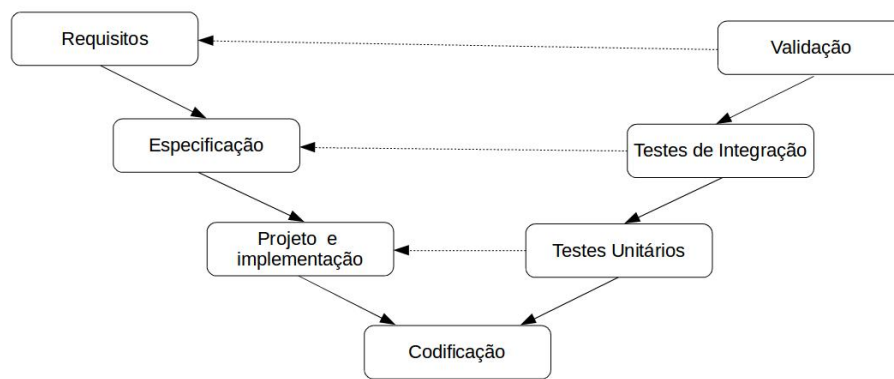 Requisitos
Validação
Especificação
Testes de Integração
Projeto e
implementação
Testes Unitários
Codificação